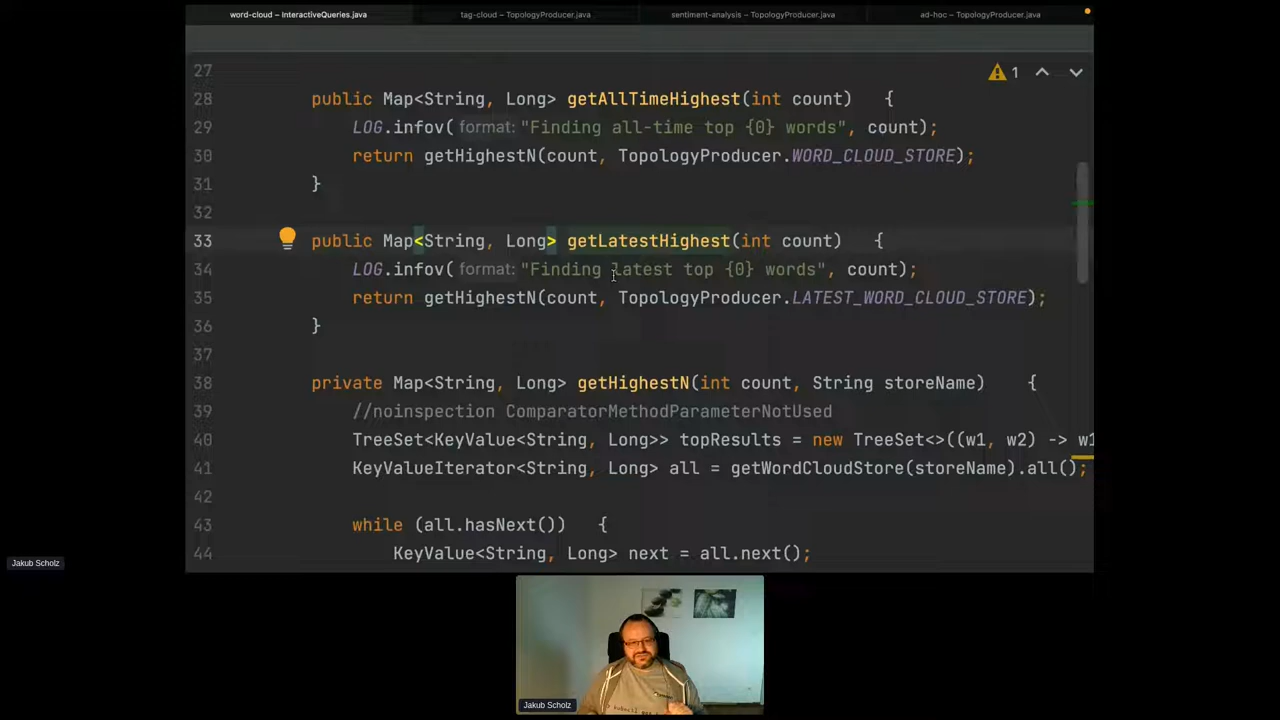 word-cloud – InteractiveQueries.java
tag-cloud – TopologyProducer.java
sentiment-analysis – TopologyProducer.java
ad-hoc – TopologyProducer.java
1
27
28 public Map<String, Long> getAllTimeHighest(int count) {
29 LOG.infov( format: "Finding all-time top {0} words", count);
30 return getHighestN(count, TopologyProducer.WORD_CLOUD_STORE);
31 }
32
33 public Map<String, Long> getLatestHighest(int count) {
34 LOG.infov( format: "Finding latest top {0} words", count);
35 return getHighestN(count, TopologyProducer.LATEST_WORD_CLOUD_STORE);
36 }
37
38 private Map<String, Long> getHighestN(int count, String storeName) {
39 //noinspection ComparatorMethodParameterNotUsed
40 TreeSet<KeyValue<String, Long>> topResults = new TreeSet<>((w1, w2) -> w1
41 KeyValueIterator<String, Long> all = getWordCloudStore(storeName).all();
42
43 while (all.hasNext()) {
44 KeyValue<String, Long> next = all.next();
Jakub Scholz
Jakub Scholz